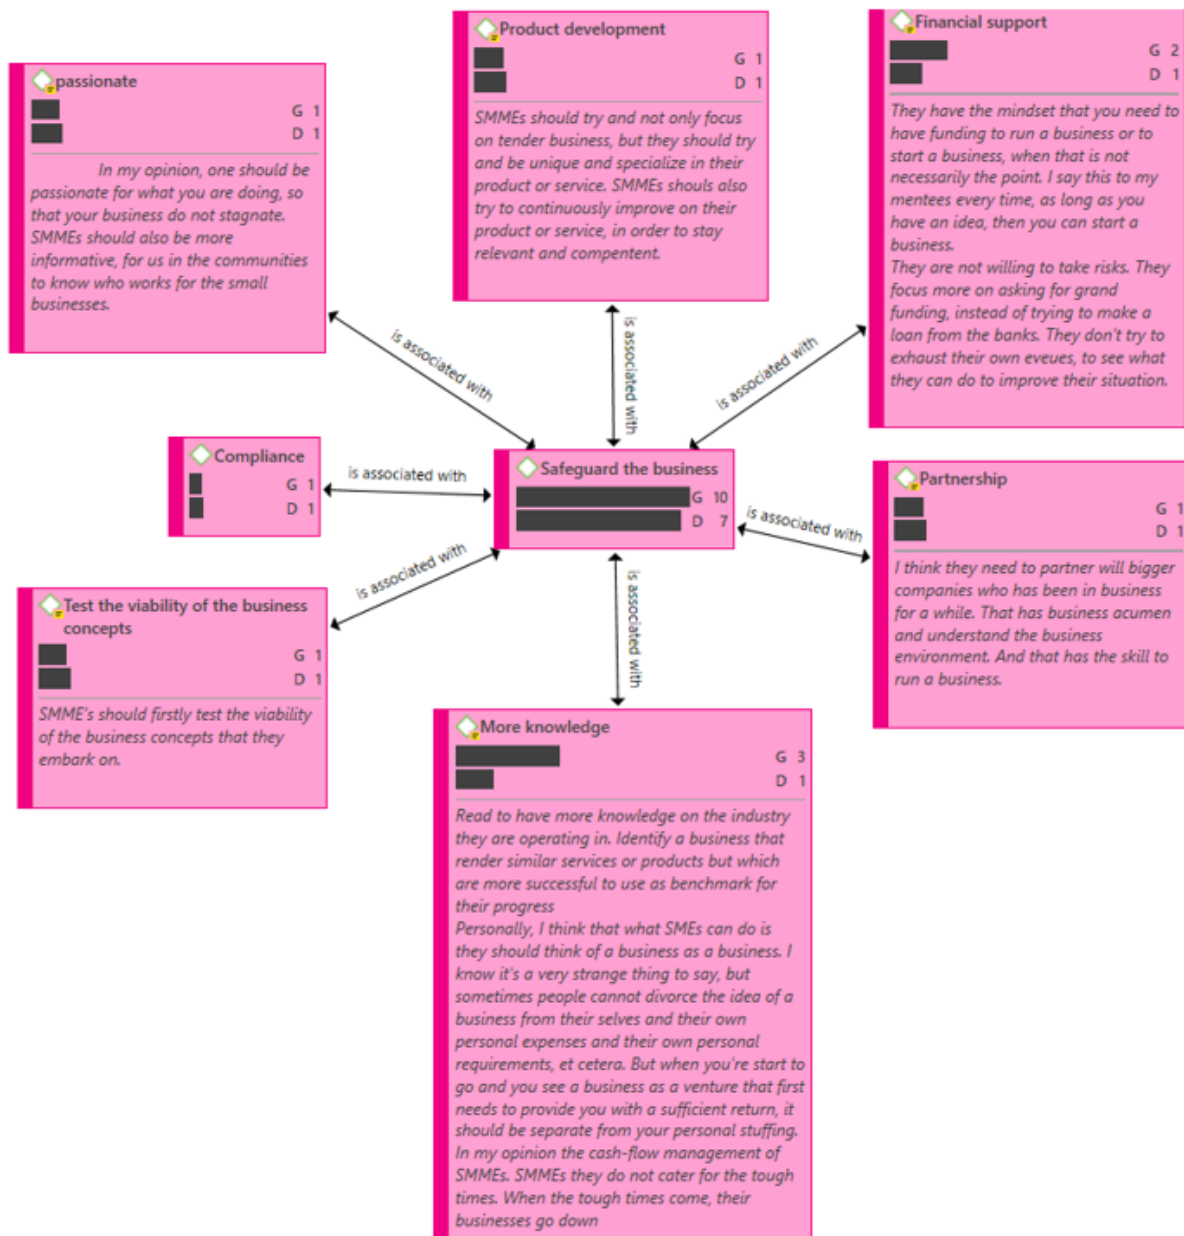 passionate
G 1
D 1
In my opinion, one should be
passionate for what you are doing, so
that your business do not stagnate.
SMMEs should also be more
informative, for us in the communities
to know who works for the small
businesses.
Product development
G 1
D 1
SMMEs should try and not only focus
on tender business, but they should try
and be unique and specialize in their
product or service. SMMEs shouls also
try to continuously improve on their
product or service, in order to stay
relevant and compentent.
Financial support
G 2
D 1
They have the mindset that you need to
have funding to run a business or to
start a business, when that is not
necessarily the point. I say this to my
mentees every time, as long as you
have an idea, then you can start a
business.
They are not willing to take risks. They
focus more on asking for grand
funding, instead of trying to make a
loan from the banks. They don't try to
exhaust their own eveues, to see what
they can do to improve their situation.
is associated with
is associated with
is associated with
Compliance
G 1
D 1
is associated with
Safeguard the business
G 10
D 7
is associated with
Partnership
G 1
D 1
I think they need to partner will bigger
companies who has been in business
for a while. That has business acumen
and understand the business
environment. And that has the skill to
run a business.
is associated with
is associated with
Test the viability of the business
concepts
G 1
D 1
SMME's should firstly test the viability
of the business concepts that they
embark on.
More knowledge
G 3
D 1
Read to have more knowledge on the industry
they are operating in. Identify a business that
render similar services or products but which
are more successful to use as benchmark for
their progress
Personally, I think that what SMEs can do is
they should think of a business as a business. I
know it's a very strange thing to say, but
sometimes people cannot divorce the idea of a
business from their selves and their own
personal expenses and their own personal
requirements, et cetera. But when you're start to
go and you see a business as a venture that first
needs to provide you with a sufficient return, it
should be separate from your personal stuffing.
In my opinion the cash-flow management of
SMMEs. SMMEs they do not cater for the tough
times. When the tough times come, their
businesses go down